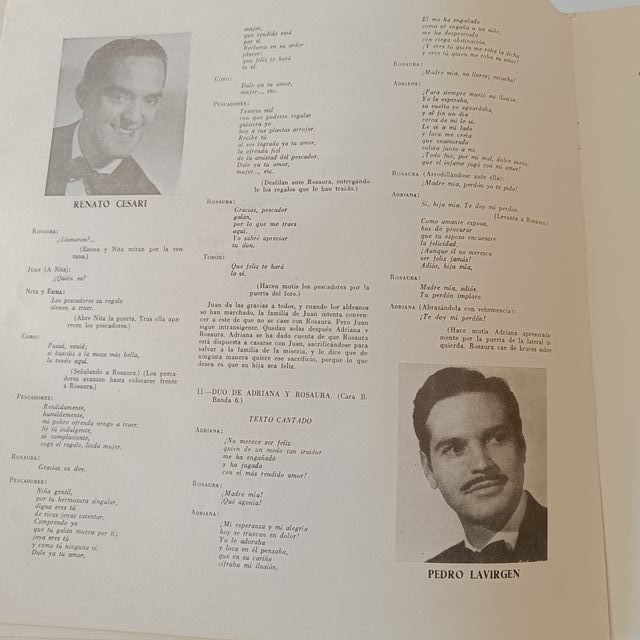 RENATO CESARI
ROSAURA:
¿Llamaron?...
(Emma y Nita miran por la ven-
tana.)
JUAN (A Nita):
¿Quién es?
NITA Y EMMA:
Los pescadores su regalo
vienen a traer.
(Abre Nita la puerta. Tras ella apa-
recen los pescadores.)
CORO:
Pasad, venid;
si buscáis a la moza más bella,
la tenéis aquí.
(Señalando a Rosaura.) (Los pesca-
dores avanzan hasta colocarse frente
a Rosaura.)
PESCADORES:
Rendidamente,
humildemente,
mi pobre ofrenda vengo a traer.
Se tú indulgente,
sé complaciente,
coge el regalo, linda mujer.
ROSAURA:
Gracias os doy.
PESCADORES:
Niña gentil,
por tu hermosura singular,
digna eres tú
de ricas joyas ostentar.
Comprendo yo
que tu galán muera por ti;
joya eres tú
y como tú ninguna vi.
Dale ya tu amor,
mujer,
que rendido está
por ti.
Reclama en su ardor
placer:
que feliz te hará
lo sí.
CORO:
Dale ya tu amor,
mujer..., etc.
PESCADORES:
Tesoros mil
con que poderte regalar
quisiera yo
hoy a tus plantas arrojar.
Recibe tú
al ver logrado ya tu amor,
la ofrenda fiel
de la amistad del pescador.
Dale ya tu amor,
mujer..., etc.
(Desfilan ante Rosaura, entregándo
le los regalos que le han traído.)
ROSAURA:
Gracias, pescador
galán,
por lo que me traes
aquí.
Yo sabré apreciar
tu don.
TODOS:
Que feliz te hará
lo sí.
(Hacen mutis los pescadores por la
puerta del foro.)
Juan da las gracias a todos, y cuando los aldeanos
se han marchado, la familia de Juan intenta conven-
cer a éste de que no se case con Rosaura. Pero Juan
sigue intransigente. Quedan solas después Adriana y
Rosaura. Adriana se ha dado cuenta de que Rosaura
está dispuesta a casarse con Juan, sacrificándose para
salvar a la familia de la miseria, y le dice que de
ninguna manera quiere ese sacrificio, porque lo que
desea es que su hija sea feliz.
11.—DUO DE ADRIANA Y ROSAURA. (Cara B.
Banda 6.)
TEXTO CANTADO
ADRIANA:
¡No merece ser feliz
quien de un modo tan traidor
me ha engañado
y ha jugado
con el más rendido amor!
ROSAURA:
¡Madre mía!
¡Qué agonía!
ADRIANA:
¡Mi esperanza y mi alegría
hoy se truecan en dolor!
Yo le adoraba
y loca en él pensaba,
que en su cariño
cifraba mi ilusión.
El me ha engañado
como se engaña a un niño,
me ha despreciado
con ciega obstinación.
¡Y eres tú quien me roba la dicha
y eres tú quien me roba su amor!
ROSAURA:
¡Madre mía, no llores; escucha!
ADRIANA:
¡Para siempre murió mi ilusión.
Yo le esperaba,
su vuelta yo aguardaba,
y al fin un día
cerca de mí le vi.
Le vi a mi lado
y loca me creía
que enamorado
volvía junto a mí.
¡Todo fue, por mi mal, dulce sueño,
que el infame jugó con mi amor!
ROSAURA (Arrodillándose ante ella):
¡Madre mía, perdón yo te pido!
ADRIANA:
Sí, hija mía. Te doy mi perdón.
(Levanta a Rosaura.)
Como amante esposa,
has de procurar
que tu esposo encuentre
la felicidad.
¡Aunque él no merezca
ser feliz jamás!
Adiós, hija mía,
ROSAURA:
Madre mía, adiós.
Tu perdón imploro.
ADRIANA (Abrazándola con vehemencia):
¡Te doy mi perdón!
(Hace mutis Adriana apresurada
mente por la puerta de la lateral iz-
quierda. Rosaura cae de bruces sobre
PEDRO LAVIRGEN